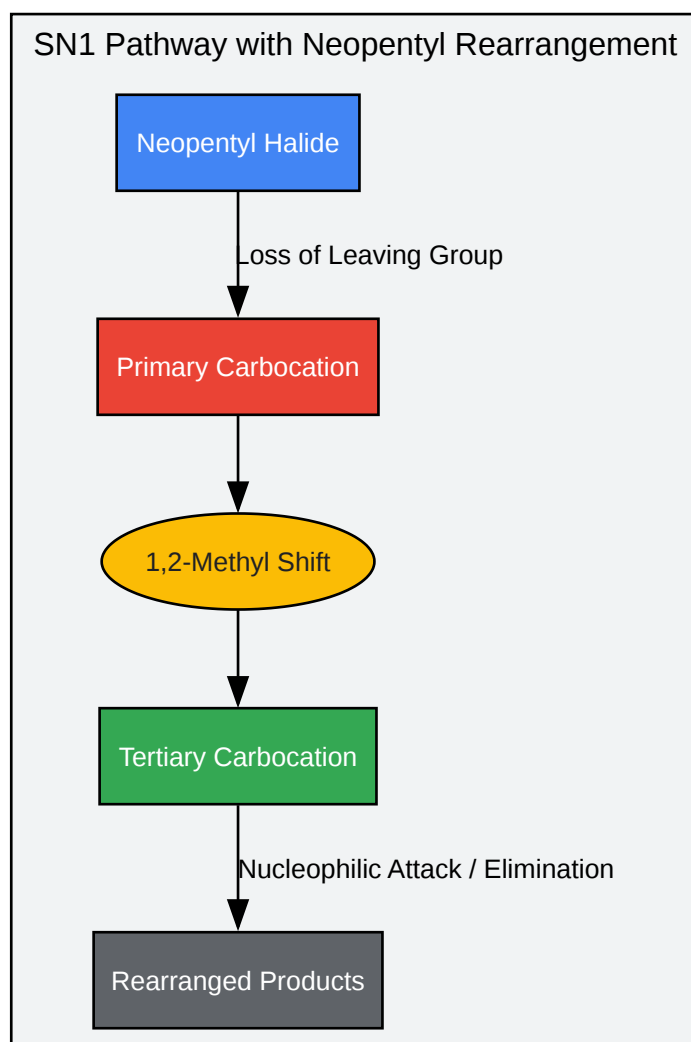 SN1 Pathway with Neopentyl Rearrangement
Neopentyl Halide
Loss of Leaving Group
Primary Carbocation
1,2-Methyl Shift
Tertiary Carbocation
Nucleophilic Attack / Elimination
Rearranged Products